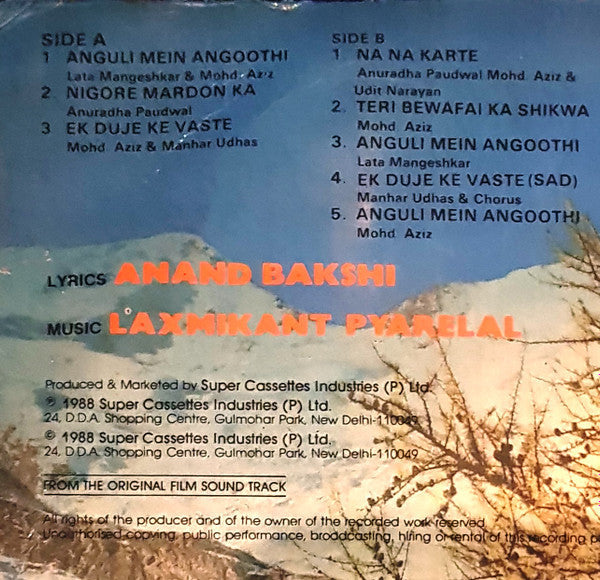 SIDE A
1 ANGULI MEIN ANGOOTHI
Lata Mangeshkar & Mohd. Aziz
2 NIGORE MARDON KA
Anuradha Paudwal
3 EK DUJE KE VASTE
Mohd. Aziz & Manhar Udhas
SIDE B
1 NA NA KARTE
Anuradha Paudwal Mohd. Aziz &
Udit Narayan
2. TERI BEWAFAI KA SHIKWA
Mohd. Aziz
3. ANGULI MEIN ANGOOTHI
Lata Mangeshkar
4. EK DUJE KE VASTE (SAD)
Manhar Udhas & Chorus
5. ANGULI MEIN ANGOOTHI
Mohd. Aziz
LYRICS ANAND BAKSHI
MUSIC LAXMIKANT PYARELAL
Produced & Marketed by Super Cassettes Industries (P) Ltd.
℗ 1988 Super Cassettes Industries (P) Ltd.
24, D.D.A. Shopping Centre, Gulmohar Park, New Delhi-110049
© 1988 Super Cassettes Industries (P) Ltd.
24, D.D.A. Shopping Centre, Gulmohar Park, New Delhi-110049
FROM THE ORIGINAL FILM SOUND TRACK
All rights of the producer and of the owner of the recorded work reserved.
Unauthorised copying, public performance, broadcasting, hiring or rental of this recording